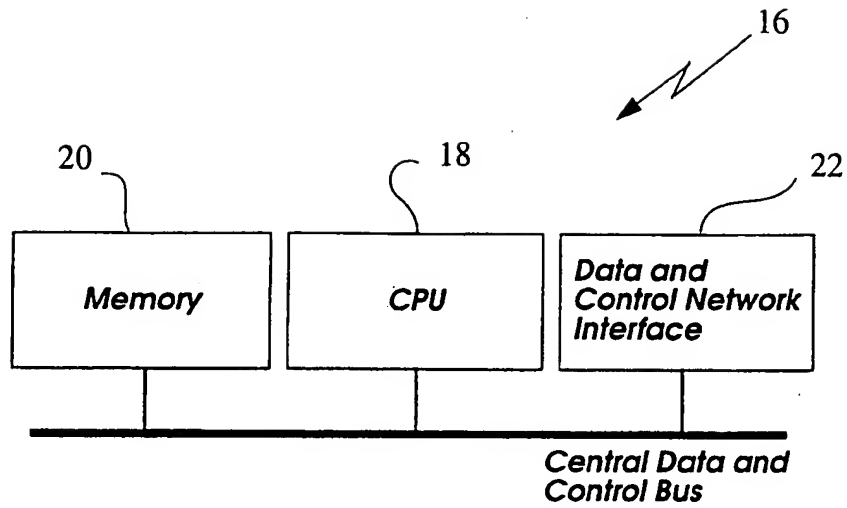 16
20
18
22
Memory
CPU
Data and
Control Network
Interface
Central Data and
Control Bus